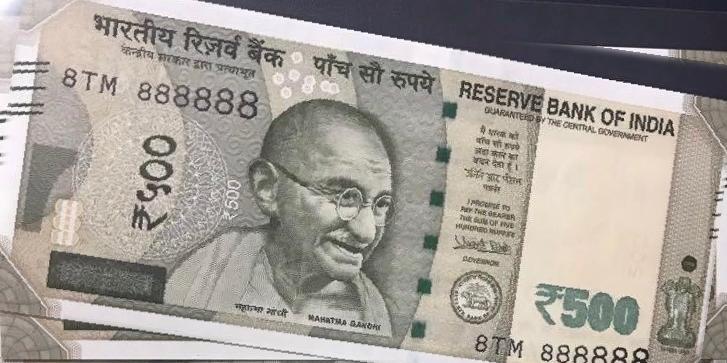 भारतीय रिज़र्व बैंक
केन्द्रीय सरकार द्वारा प्रत्याभूत
पाँच सौ रुपये
8TM 888888
₹५००
₹500
महात्मा गांधी
MAHATMA GANDHI
RESERVE BANK OF INDIA
GUARANTEED BY THE CENTRAL GOVERNMENT
मैं धारक को
पाँच सौ रुपये
अदा करने का
वचन देता हूँ ।
I PROMISE TO
PAY THE BEARER
THE SUM OF FIVE
HUNDRED RUPEES
GOVERNOR
₹500
8TM 888888